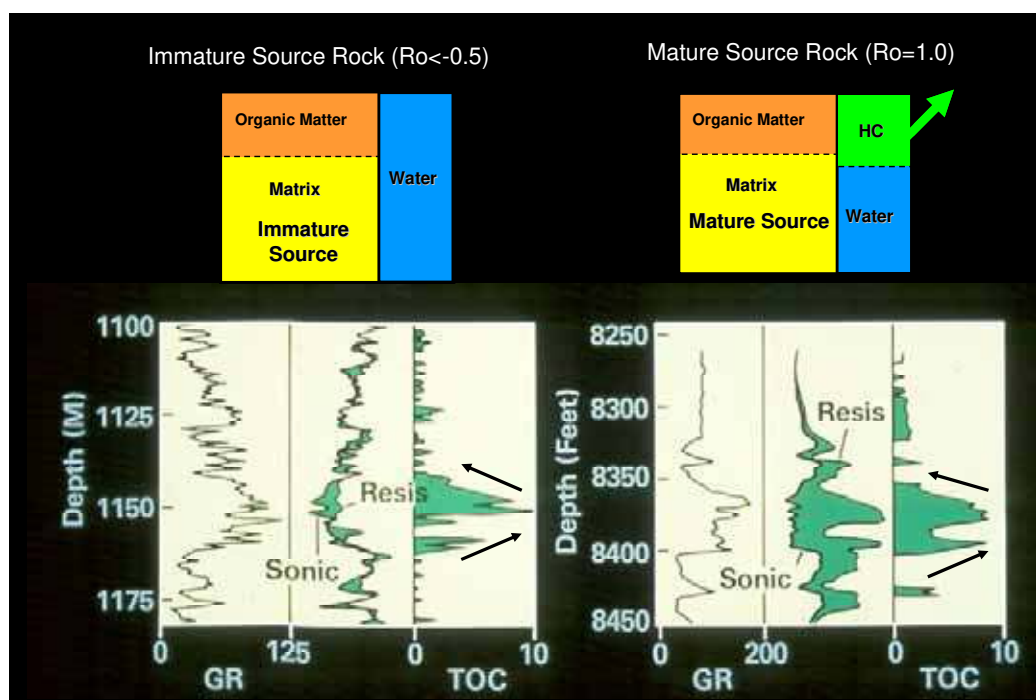 Immature Source Rock (Ro<-0.5)
Mature Source Rock (Ro=1.0)
Organic Matter
Water
Matrix
Immature
Source
Organic Matter
HC
Matrix
Mature Source
Water
1100
1125
1150
1175
Depth (M)
Resis
Sonic
0
125
0
10
GR
TOC
8250
8300
8350
8400
8450
Depth (Feet)
Resis
Sonic
0
200
0
10
GR
TOC